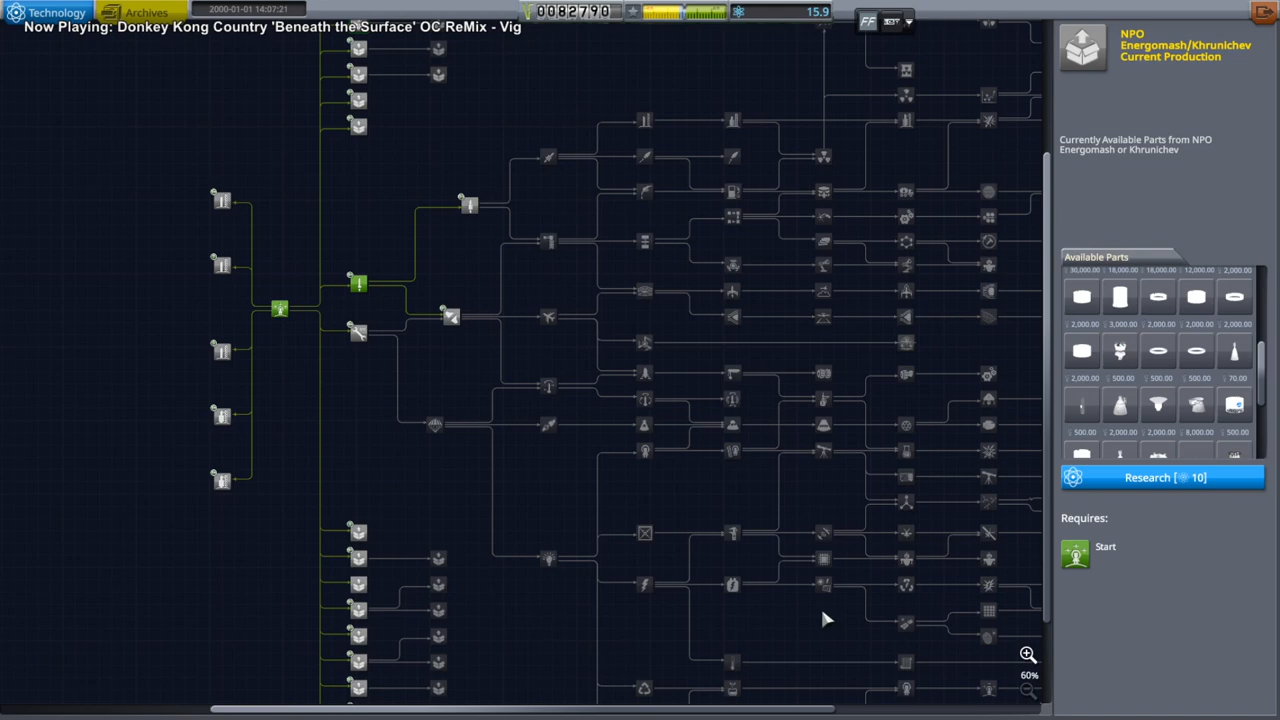 Technology
Archives
2000-01-01 14:07:21
0082790
15.9
FF
Now Playing: Donkey Kong Country 'Beneath the Surface' OC ReMix - Vig
NPO
Energomash/Khrunichev
Current Production
Currently Available Parts from NPO
Energomash or Khrunichev
Available Parts
30,000.00 18,000.00 18,000.00 12,000.00 2,000.00
2,000.00 3,000.00 2,000.00 2,000.00 2,000.00
2,000.00 500.00 500.00 500.00 70.00
500.00 2,000.00 2,000.00 8,000.00 500.00
Research [ 10]
Requires:
Start
60%